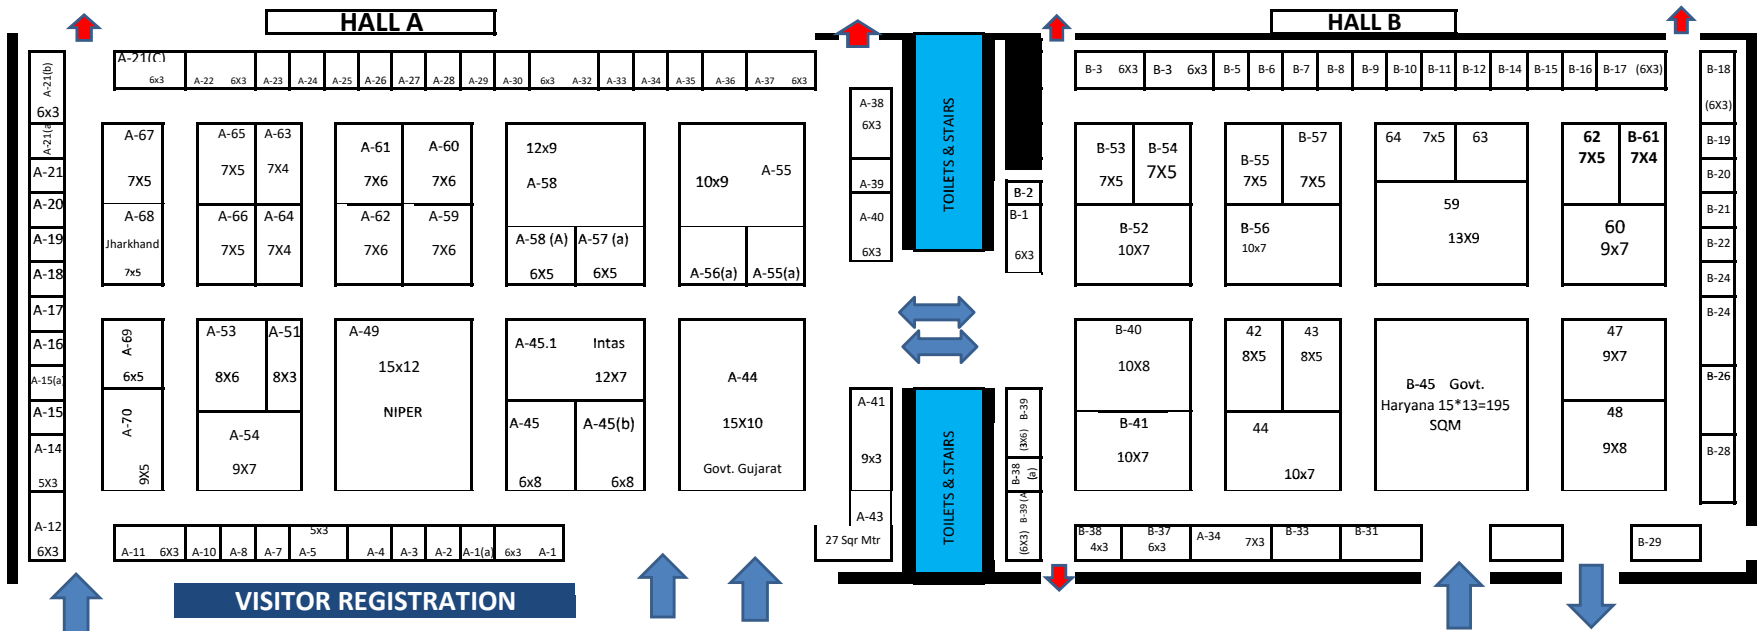 HALL A
HALL B
A-21(C)
6x3
A-22 6X3
A-23
A-24
A-25
A-26
A-27
A-28
A-29
A-30
6x3 A-32
A-33
A-34
A-35
A-36
A-37 6X3
B-3 6X3
B-3 6x3
B-5
B-6
B-7
B-8
B-9
B-10
B-11
B-12
B-14
B-15
B-16
B-17 (6X3)
A-21(b)
6x3
A-21(a
A-21
A-20
A-19
A-18
A-17
A-16
A-15(a)
A-15
A-14
5X3
A-12
6X3
A-67
7X5
A-68
Jharkhand
7x5
A-65
7X5
A-63
7X4
A-66
7X5
A-64
7X4
A-61
7X6
A-60
7X6
A-62
7X6
A-59
7X6
12x9
A-58
A-58 (A)
6X5
A-57 (a)
6X5
10x9
A-55
A-56(a)
A-55(a)
A-38
6X3
A-39
A-40
6X3
TOILETS & STAIRS
B-2
B-1
6X3
B-53
7X5
B-54
7X5
B-52
10X7
B-55
7X5
B-57
7X5
B-56
10x7
64 7x5
63
59
13X9
62
7X5
B-61
7X4
60
9x7
B-18
(6X3)
B-19
B-20
B-21
B-22
B-24
B-24
B-26
B-28
A-69
6x5
A-70
9X5
A-53
8X6
A-51
8X3
A-54
9X7
A-49
15x12
NIPER
A-45.1 Intas
12X7
A-45
6x8
A-45(b)
6x8
A-44
15X10
Govt. Gujarat
A-41
9x3
A-43
27 Sqr Mtr
TOILETS & STAIRS
(3X6) B-39
B-38
(a)
(6X3) B-39 (A
B-40
10X8
B-41
10X7
42
8X5
43
8X5
44
10x7
B-45 Govt.
Haryana 15*13=195
SQM
47
9X7
48
9X8
A-11 6X3
A-10
A-8
A-7
5x3
A-5
A-4
A-3
A-2
A-1(a)
6x3 A-1
B-38
4x3
B-37
6x3
A-34 7X3
B-33
B-31
B-29
VISITOR REGISTRATION